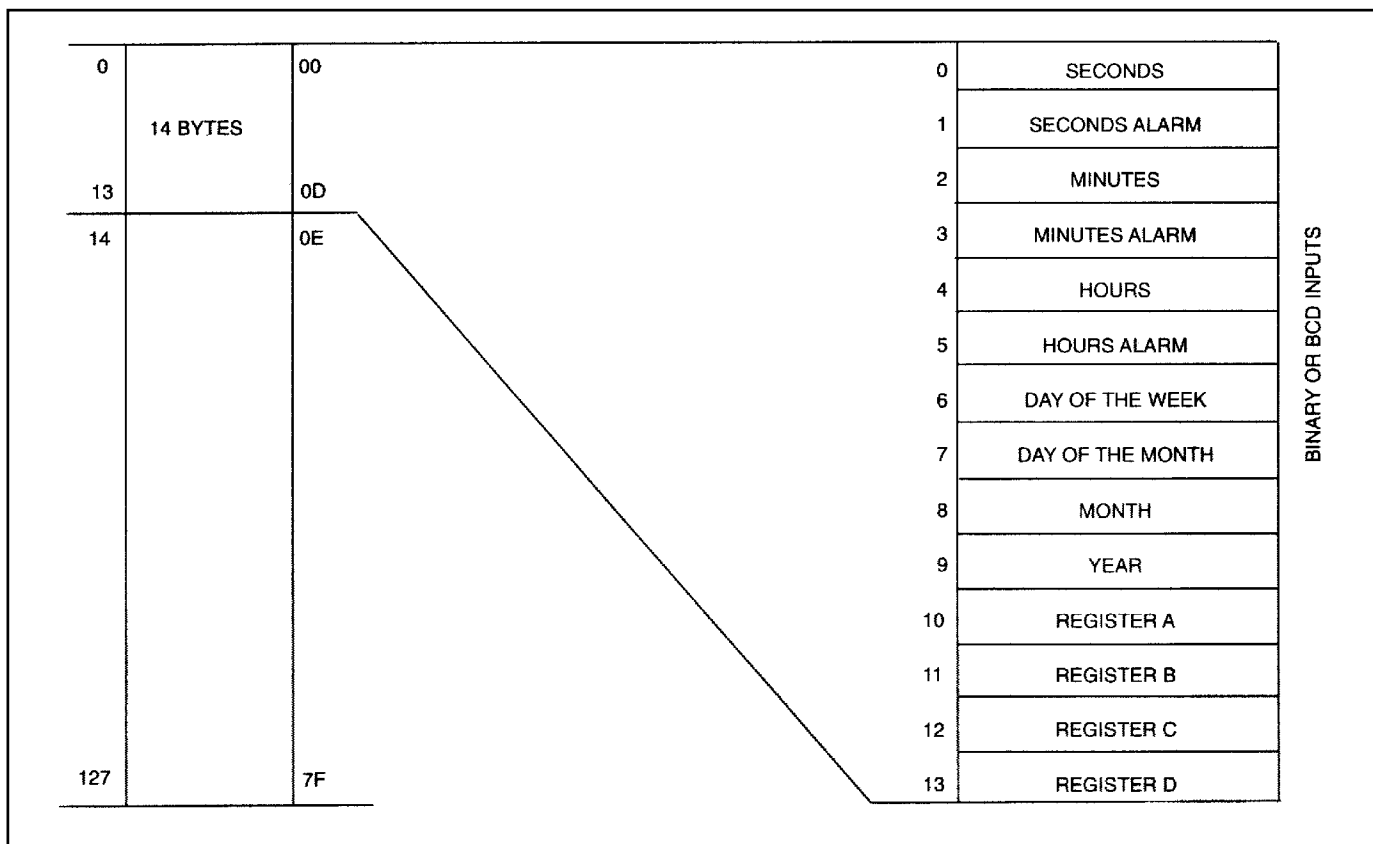 0 00
14 BYTES
13 0D
14 0E
127 7F
0 SECONDS
1 SECONDS ALARM
2 MINUTES
3 MINUTES ALARM
4 HOURS
5 HOURS ALARM
6 DAY OF THE WEEK
7 DAY OF THE MONTH
8 MONTH
9 YEAR
10 REGISTER A
11 REGISTER B
12 REGISTER C
13 REGISTER D
BINARY OR BCD INPUTS